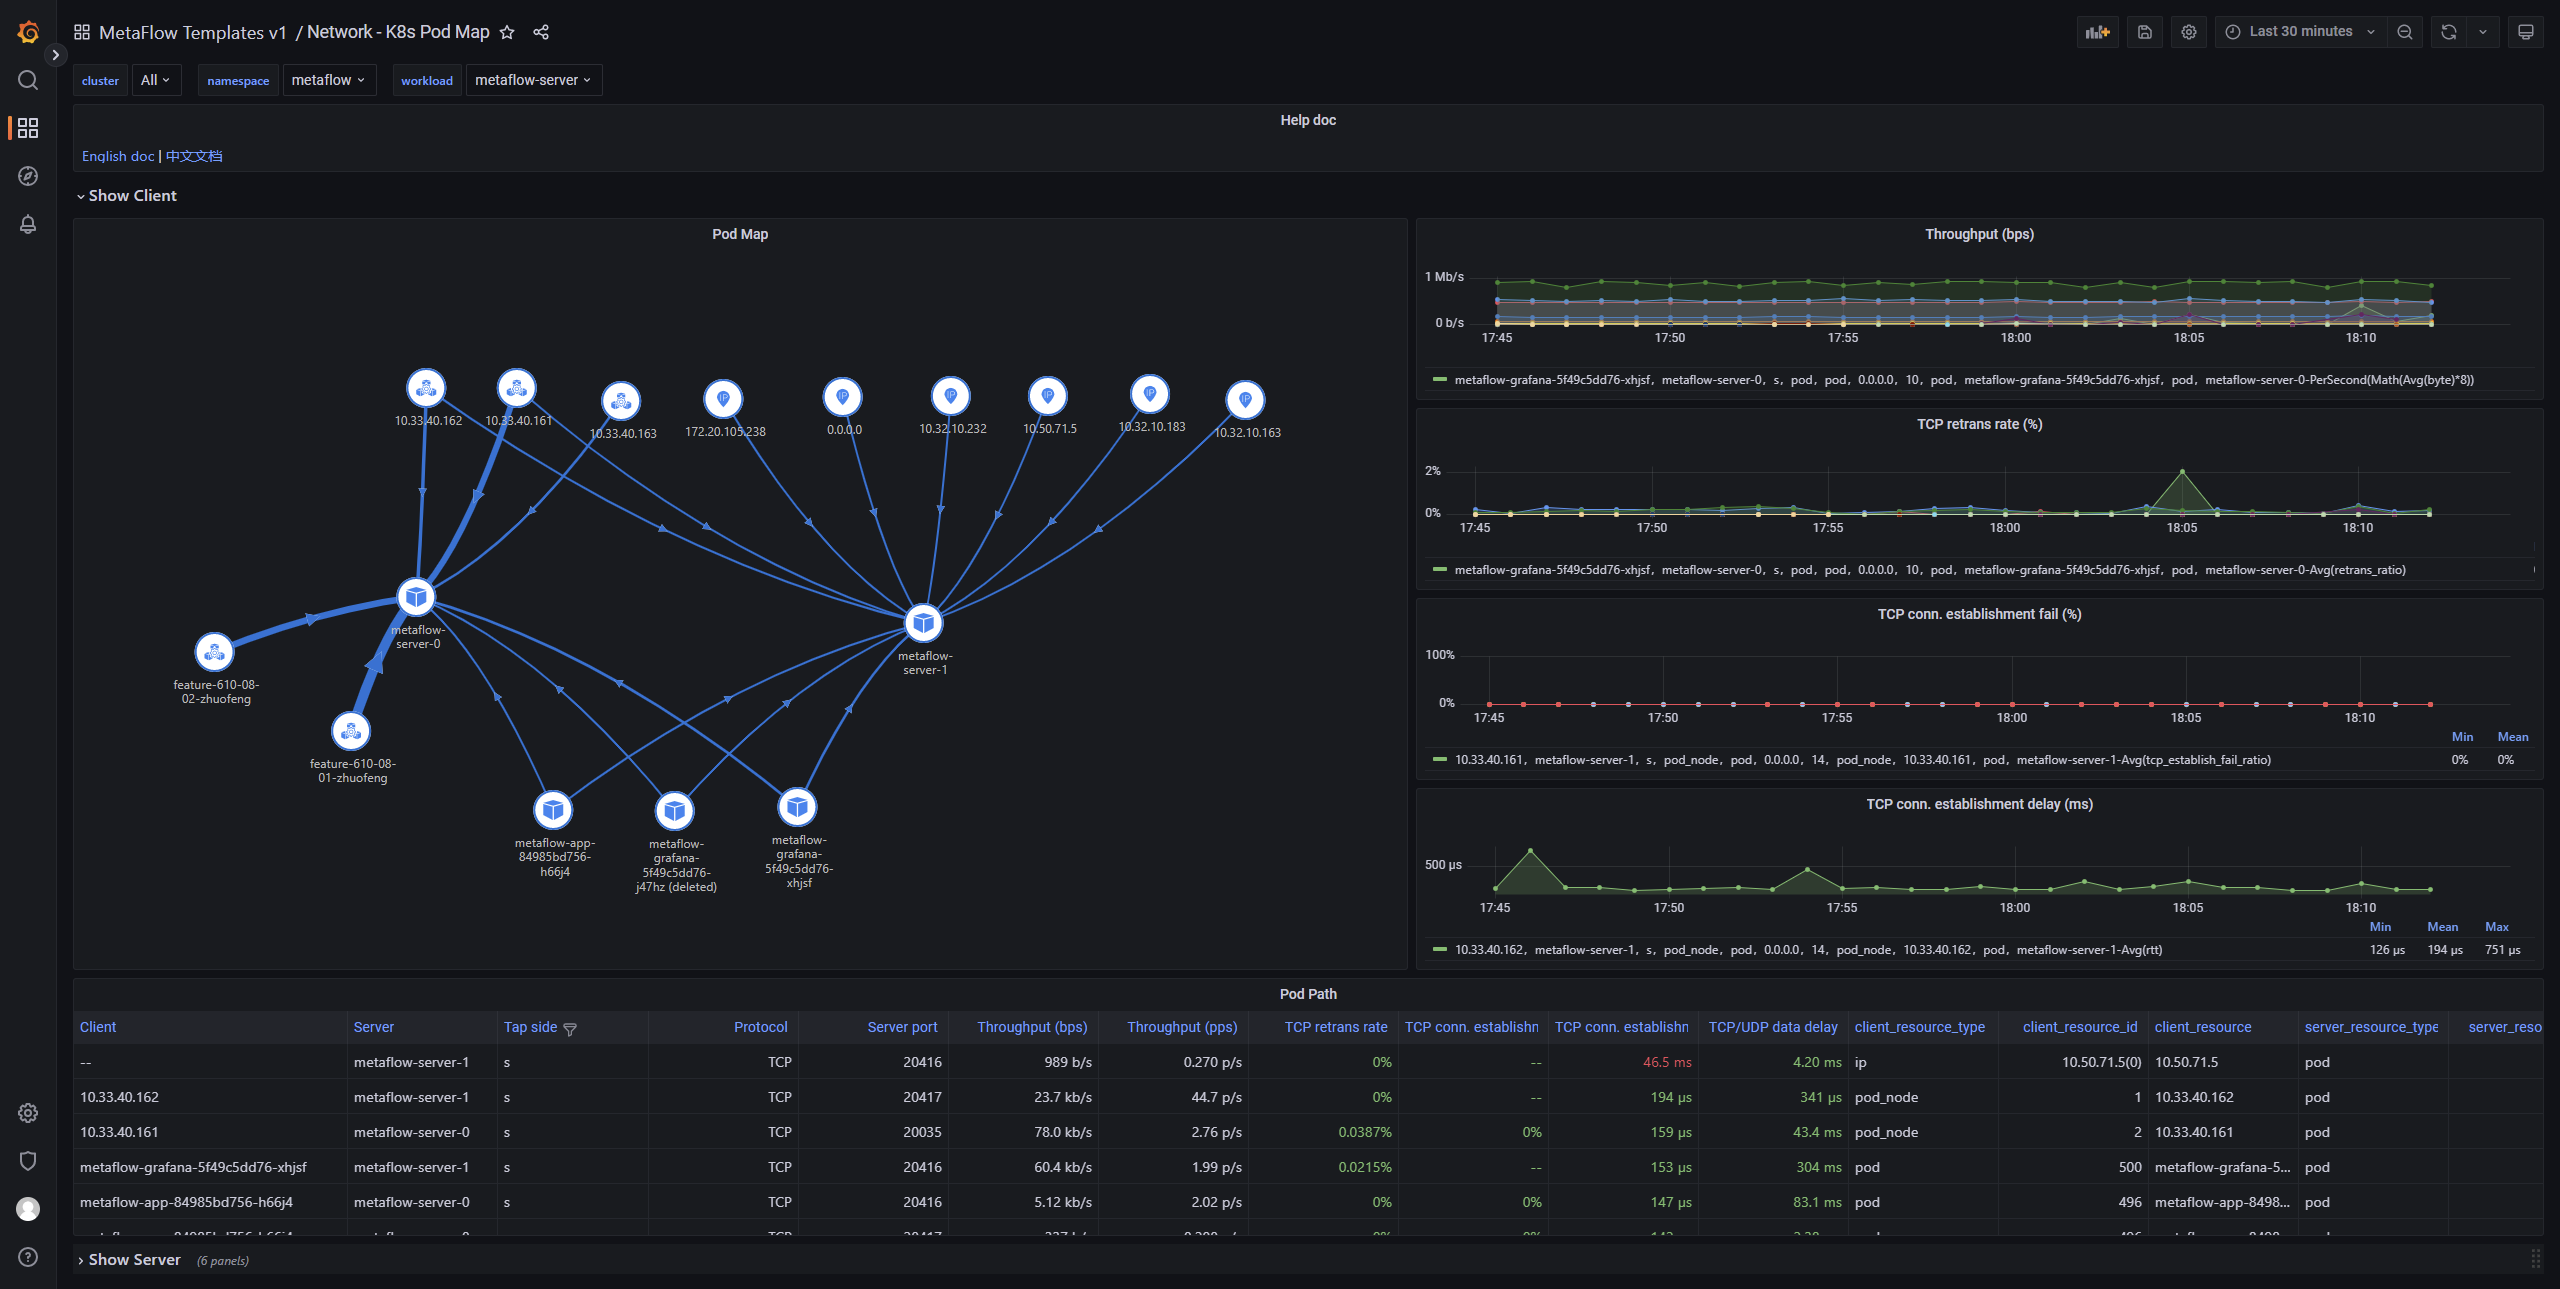 MetaFlow Templates v1 / Network - K8s Pod Map
Last 30 minutes
cluster All namespace metaflow workload metaflow-server
Help doc
English doc | 中文文档
Show Client
Pod Map
10.33.40.162
10.33.40.161
10.33.40.163
172.20.105.238
0.0.0.0
10.32.10.232
10.50.71.5
10.32.10.183
10.32.10.163
metaflow-
server-0
metaflow-
server-1
feature-610-08-
02-zhuofeng
feature-610-08-
01-zhuofeng
metaflow-app-
84985bd756-
h66j4
metaflow-
grafana-
5f49c5dd76-
j47hz (deleted)
metaflow-
grafana-
5f49c5dd76-
xhjsf
Throughput (bps)
1 Mb/s
0 b/s
17:45 17:50 17:55 18:00 18:05 18:10
metaflow-grafana-5f49c5dd76-xhjsf, metaflow-server-0, s, pod, pod, 0.0.0.0, 10, pod, metaflow-grafana-5f49c5dd76-xhjsf, pod, metaflow-server-0-PerSecond(Math(Avg(byte)*8))
TCP retrans rate (%)
2%
0%
17:45 17:50 17:55 18:00 18:05 18:10
metaflow-grafana-5f49c5dd76-xhjsf, metaflow-server-0, s, pod, pod, 0.0.0.0, 10, pod, metaflow-grafana-5f49c5dd76-xhjsf, pod, metaflow-server-0-Avg(retrans_ratio)
TCP conn. establishment fail (%)
100%
0%
17:45 17:50 17:55 18:00 18:05 18:10
Min Mean
10.33.40.161, metaflow-server-1, s, pod_node, pod, 0.0.0.0, 14, pod_node, 10.33.40.161, pod, metaflow-server-1-Avg(tcp_establish_fail_ratio) 0% 0%
TCP conn. establishment delay (ms)
500 µs
17:45 17:50 17:55 18:00 18:05 18:10
Min Mean Max
10.33.40.162, metaflow-server-1, s, pod_node, pod, 0.0.0.0, 14, pod_node, 10.33.40.162, pod, metaflow-server-1-Avg(rtt) 126 µs 194 µs 751 µs
Pod Path
Client Server Tap side Protocol Server port Throughput (bps) Throughput (pps) TCP retrans rate TCP conn. establishn TCP conn. establishn TCP/UDP data delay client_resource_type client_resource_id client_resource server_resource_type server_reso
-- metaflow-server-1 s TCP 20416 989 b/s 0.270 p/s 0% -- 46.5 ms 4.20 ms ip 10.50.71.5(0) 10.50.71.5 pod
10.33.40.162 metaflow-server-1 s TCP 20417 23.7 kb/s 44.7 p/s 0% -- 194 µs 341 µs pod_node 1 10.33.40.162 pod
10.33.40.161 metaflow-server-0 s TCP 20035 78.0 kb/s 2.76 p/s 0.0387% 0% 159 µs 43.4 ms pod_node 2 10.33.40.161 pod
metaflow-grafana-5f49c5dd76-xhjsf metaflow-server-1 s TCP 20416 60.4 kb/s 1.99 p/s 0.0215% -- 153 µs 304 ms pod 500 metaflow-grafana-5... pod
metaflow-app-84985bd756-h66j4 metaflow-server-0 s TCP 20416 5.12 kb/s 2.02 p/s 0% 0% 147 µs 83.1 ms pod 496 metaflow-app-8498... pod
Show Server (6 panels)